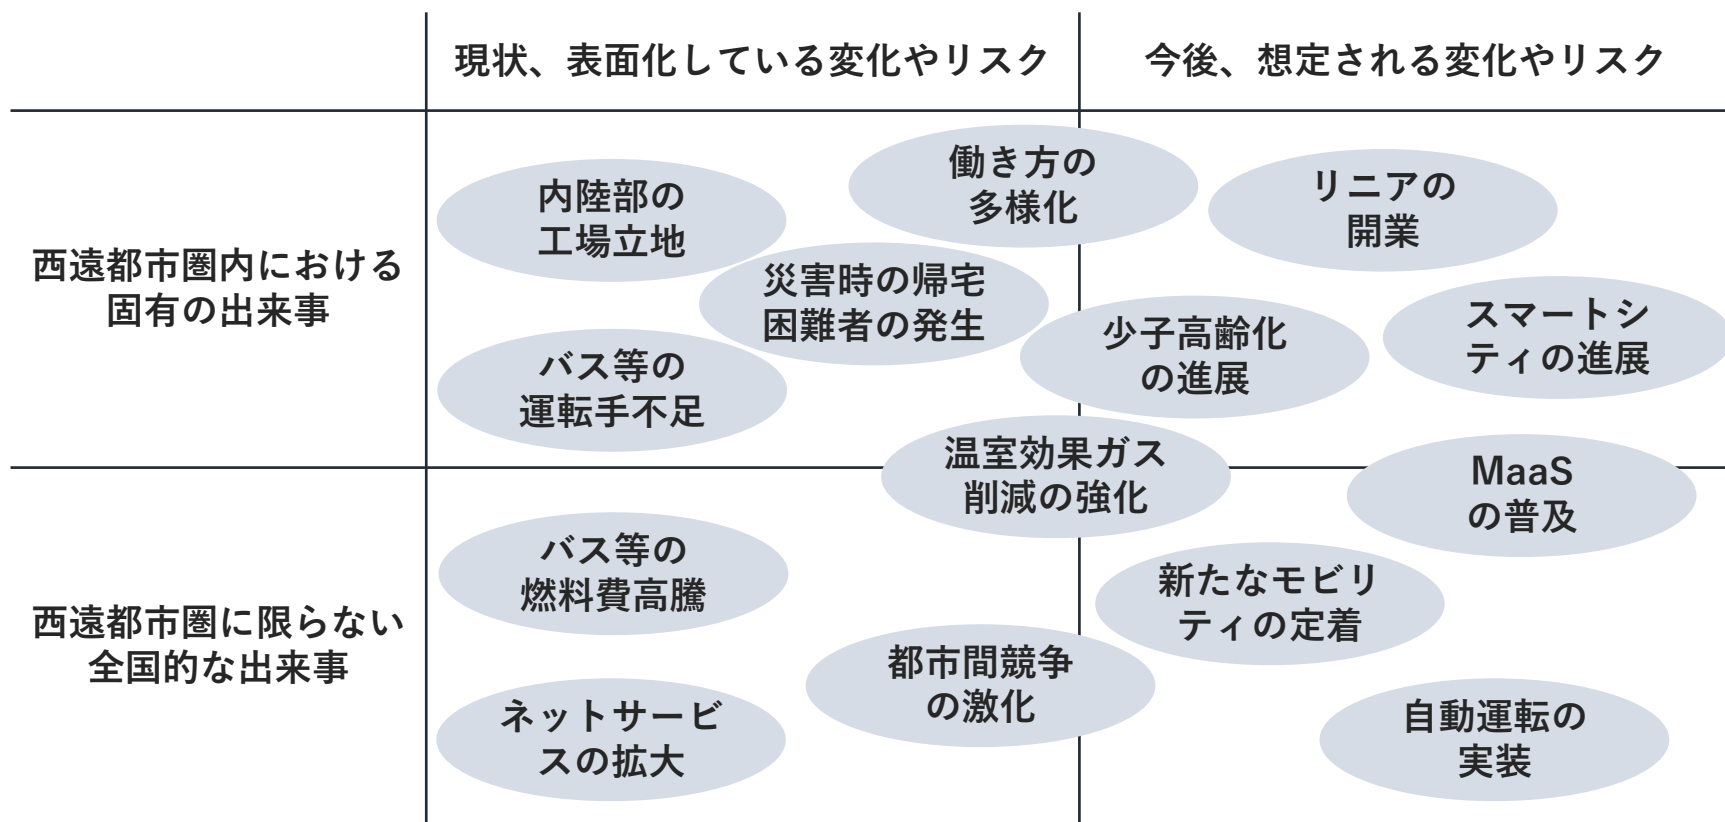 現状、表面化している変化やリスク
今後、想定される変化やリスク
西遠都市圏内における
固有の出来事
内陸部の
工場立地
働き方の
多様化
リニアの
開業
災害時の帰宅
困難者の発生
少子高齢化
の進展
スマートシ
ティの進展
バス等の
運転手不足
温室効果ガス
削減の強化
MaaS
の普及
西遠都市圏に限らない
全国的な出来事
バス等の
燃料費高騰
新たなモビリ
ティの定着
都市間競争
の激化
ネットサービ
スの拡大
自動運転の
実装